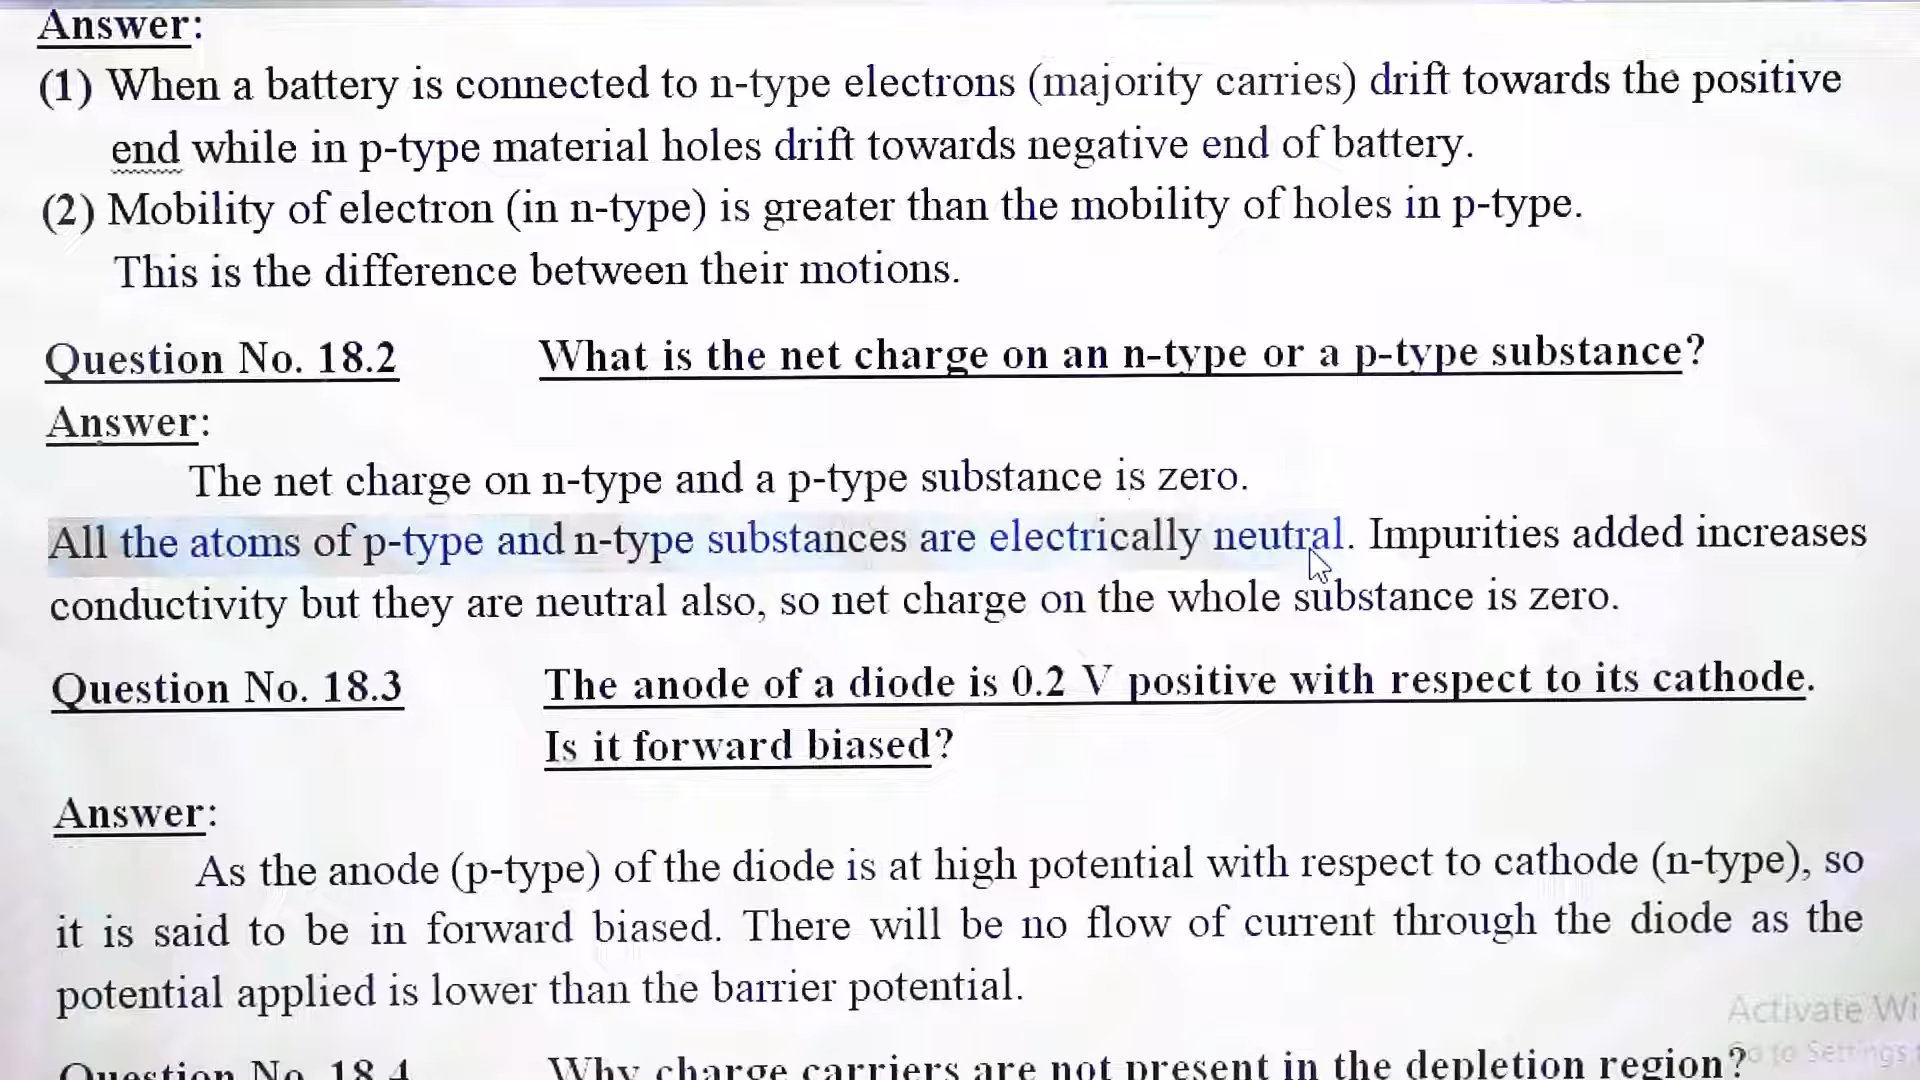 Answer:
(1) When a battery is connected to n-type electrons (majority carries) drift towards the positive
end while in p-type material holes drift towards negative end of battery.
(2) Mobility of electron (in n-type) is greater than the mobility of holes in p-type.
This is the difference between their motions.
Question No. 18.2 What is the net charge on an n-type or a p-type substance?
Answer:
The net charge on n-type and a p-type substance is zero.
All the atoms of p-type and n-type substances are electrically neutral. Impurities added increases
conductivity but they are neutral also, so net charge on the whole substance is zero.
Question No. 18.3 The anode of a diode is 0.2 V positive with respect to its cathode.
Is it forward biased?
Answer:
As the anode (p-type) of the diode is at high potential with respect to cathode (n-type), so
it is said to be in forward biased. There will be no flow of current through the diode as the
potential applied is lower than the barrier potential.
Activate Wi
Question No. 18.4 Why charge carriers are not present in the depletion region?
Go to Settings